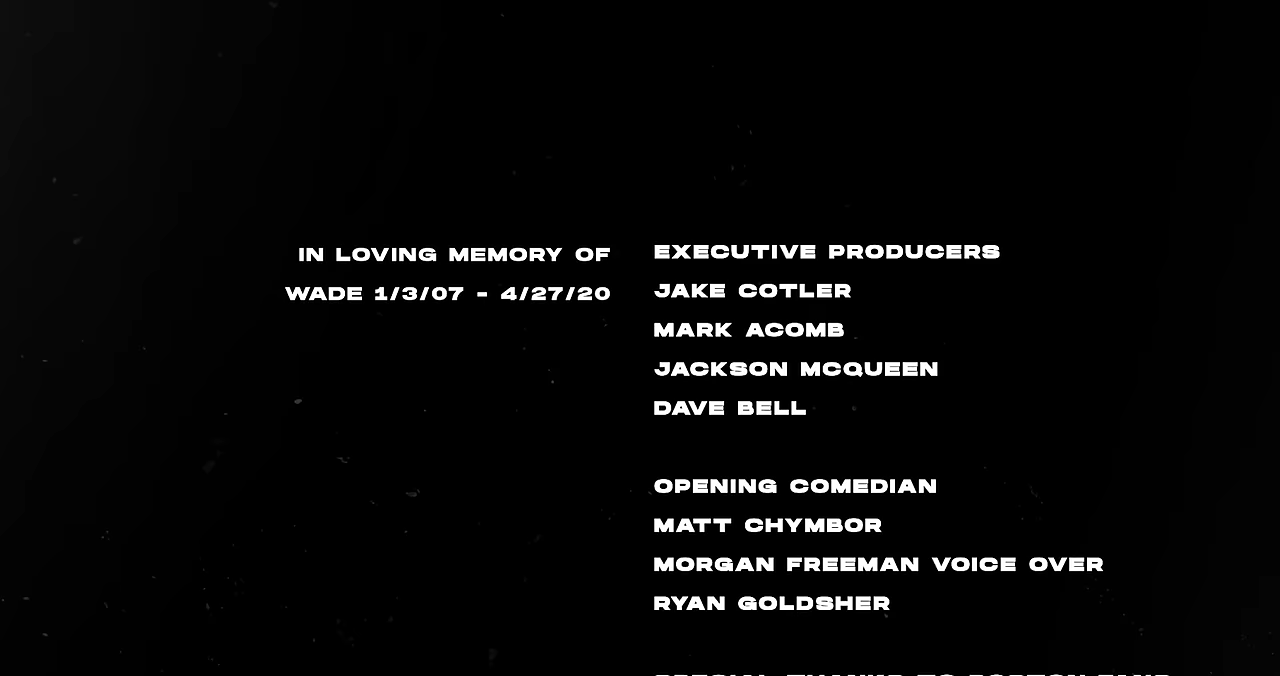 IN LOVING MEMORY OF
WADE 1/3/07 - 4/27/20
EXECUTIVE PRODUCERS
JAKE COTLER
MARK ACOMB
JACKSON MCQUEEN
DAVE BELL
OPENING COMEDIAN
MATT CHYMBOR
MORGAN FREEMAN VOICE OVER
RYAN GOLDSHER